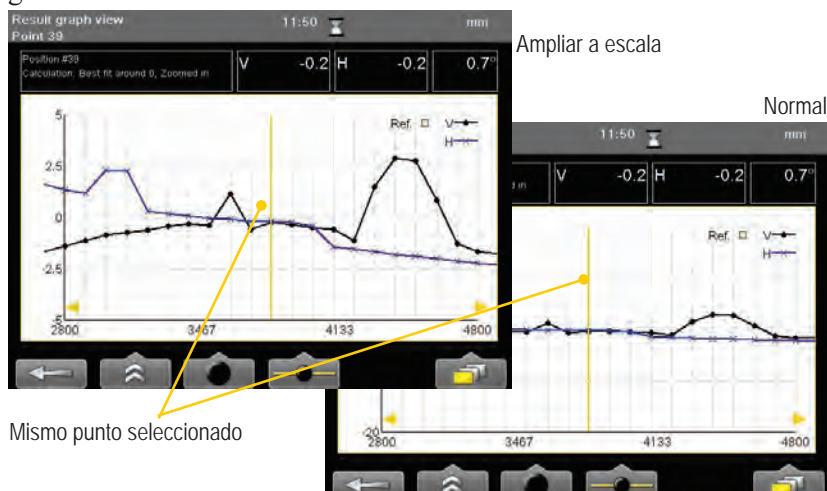 Result graph view
Point 39
11:50
mm
Position #39
Calculation: Best fit around 0, Zoomed in
V -0.2 H -0.2 0.7°
Ampliar a escala
5
2.5
0
-2.5
-5
Ref. V
H
2800 3467 4133 4800
Normal
11:50
mm
d in
V -0.2 H -0.2 0.7°
Ref. V
H
-20
2800 3467 4133 4800
Mismo punto seleccionado